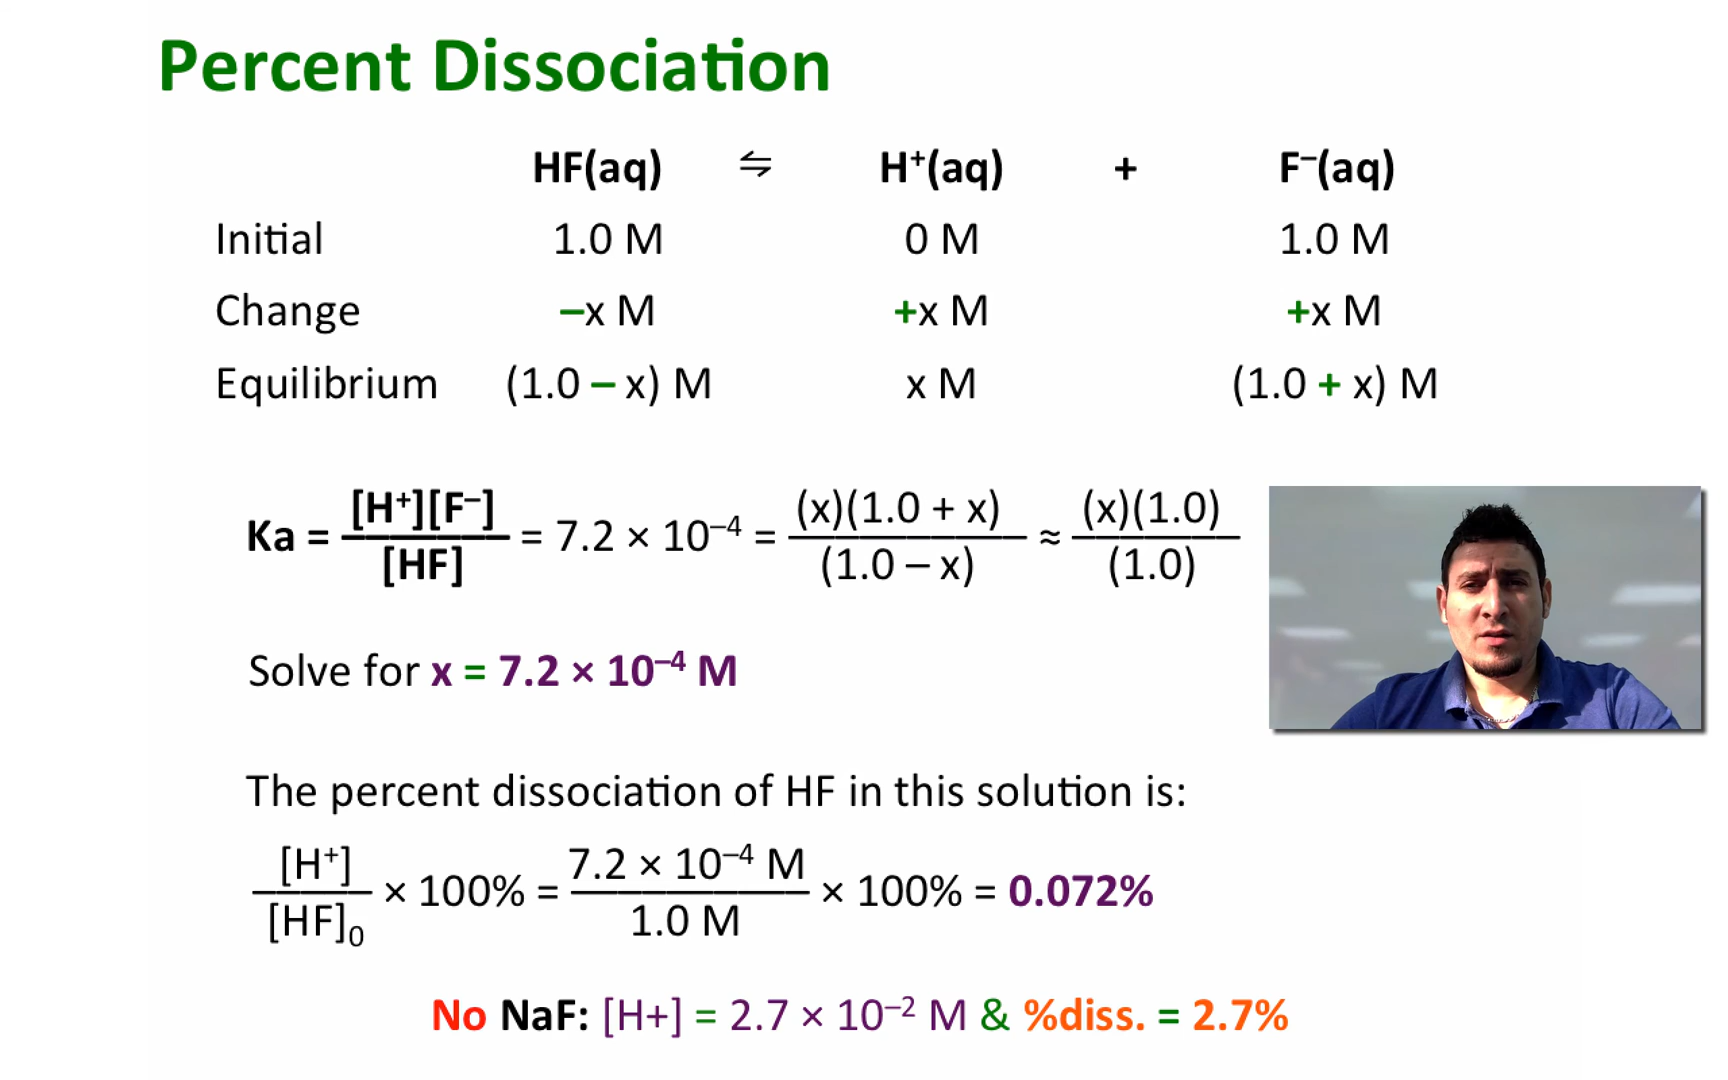 Percent Dissociation
HF(aq) ⇋ H⁺(aq) + F⁻(aq)
Initial 1.0 M 0 M 1.0 M
Change –x M +x M +x M
Equilibrium (1.0 – x) M x M (1.0 + x) M
Ka = [H⁺][F⁻] / [HF] = 7.2 × 10⁻⁴ = (x)(1.0 + x) / (1.0 – x) ≈ (x)(1.0) / (1.0)
Solve for x = 7.2 × 10⁻⁴ M
The percent dissociation of HF in this solution is:
[H⁺] / [HF]₀ × 100% = 7.2 × 10⁻⁴ M / 1.0 M × 100% = 0.072%
No NaF: [H+] = 2.7 × 10⁻² M & %diss. = 2.7%